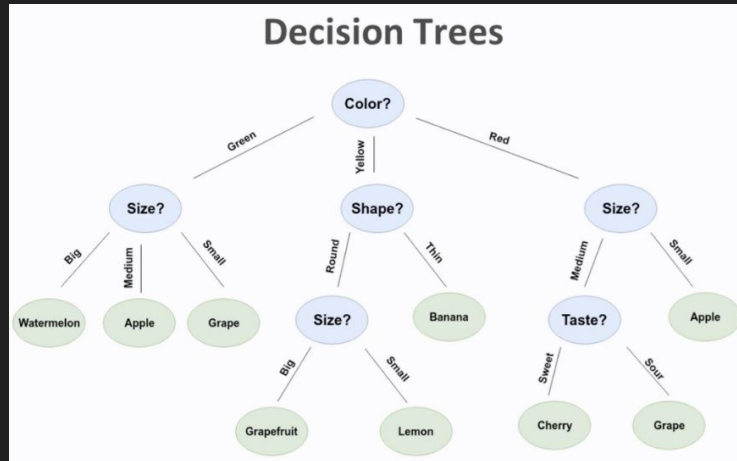 Decision Trees
Color?
Green
Yellow
Red
Size?
Shape?
Size?
Big
Medium
Small
Round
Thin
Medium
Small
Watermelon
Apple
Grape
Size?
Banana
Taste?
Apple
Big
Small
Sweet
Sour
Grapefruit
Lemon
Cherry
Grape